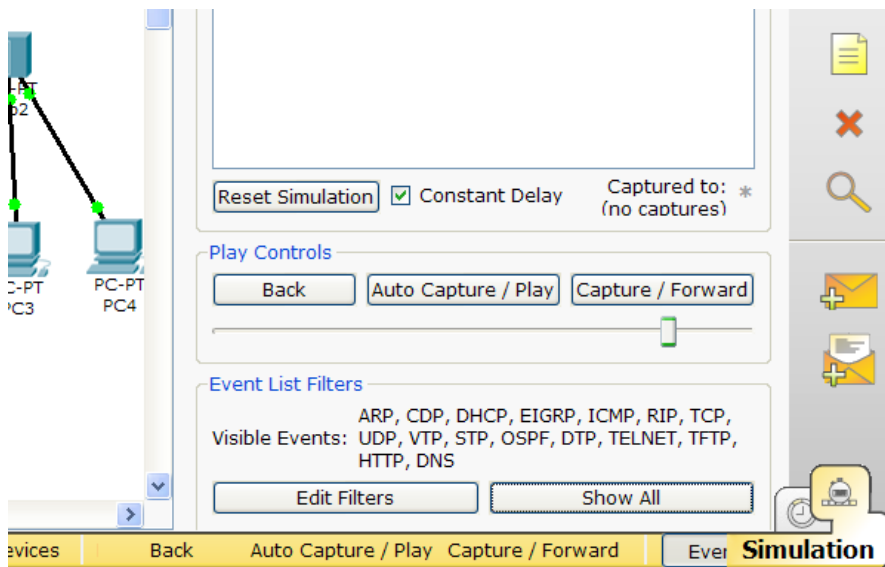 Reset Simulation
Constant Delay
Captured to: *
(no captures)
PC-PT
PC4
Play Controls
Back
Auto Capture / Play
Capture / Forward
Event List Filters
Visible Events:
ARP, CDP, DHCP, EIGRP, ICMP, RIP, TCP,
UDP, VTP, STP, OSPF, DTP, TELNET, TFTP,
HTTP, DNS
Edit Filters
Show All
Back
Auto Capture / Play
Capture / Forward
Simulation